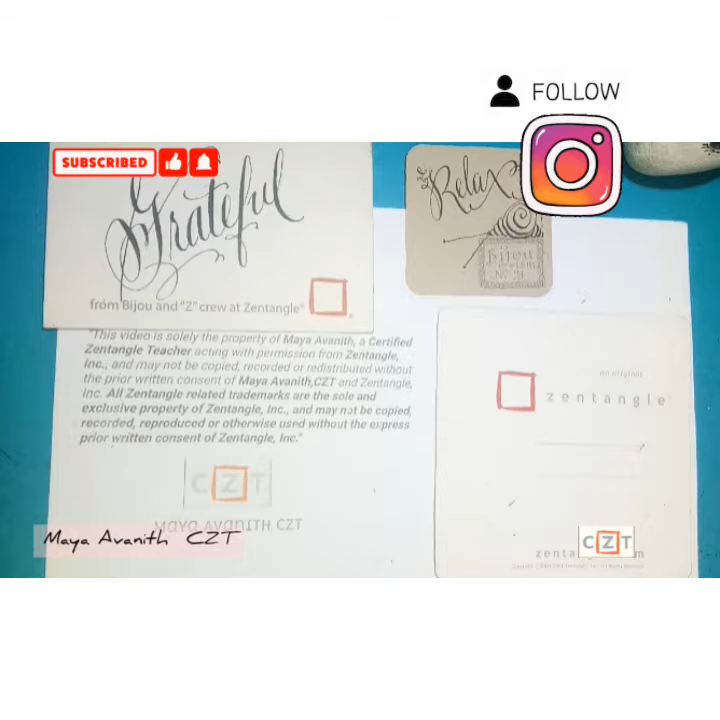 FOLLOW
SUBSCRIBED
Grateful
from Bijou and "Z" crew at Zentangle®
Relax
Bijou
"This video is solely the property of Maya Avanith, a Certified
Zentangle Teacher acting with permission from Zentangle,
Inc., and may not be copied, recorded or redistributed without
the prior written consent of Maya Avanith,CZT and Zentangle,
Inc. All Zentangle related trademarks are the sole and
exclusive property of Zentangle, Inc., and may not be copied,
recorded, reproduced or otherwise used without the express
prior written consent of Zentangle, Inc."
CZT
MAYA AVANITH CZT
Maya Avanith CZT
an original
zentangle
CZT